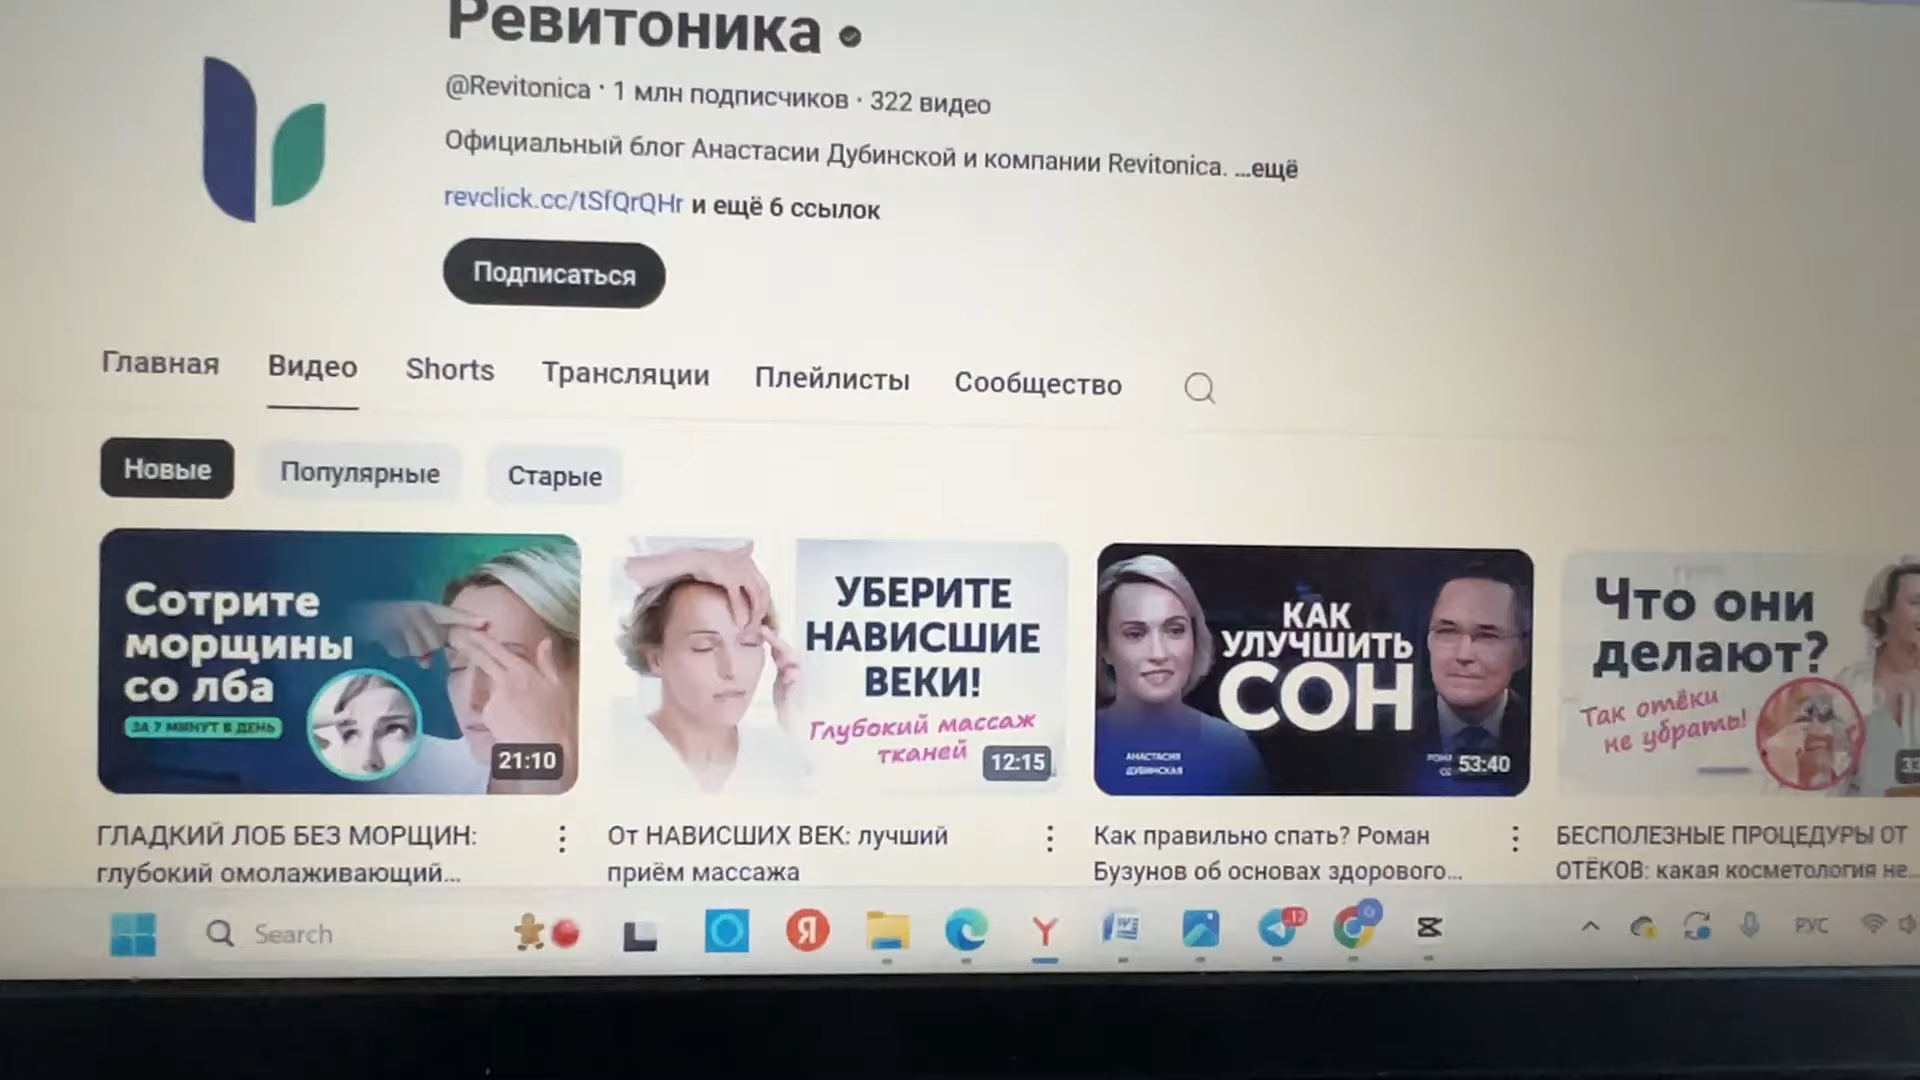 Ревитоника
@Revitonica · 1 млн подписчиков · 322 видео
Официальный блог Анастасии Дубинской и компании Revitonica. ...ещё
revclick.cc/tSfQrQHr и ещё 6 ссылок
Подписаться
Главная Видео Shorts Трансляции Плейлисты Сообщество
Новые Популярные Старые
Сотрите
морщины
со лба
ЗА 7 МИНУТ В ДЕНЬ
21:10
УБЕРИТЕ
НАВИСШИЕ
ВЕКИ!
Глубокий массаж
тканей
12:15
КАК
УЛУЧШИТЬ
СОН
АНАСТАСИЯ
ДУБИНСКАЯ
53:40
Что они
делают?
Так отёки
не убрать!
33
ГЛАДКИЙ ЛОБ БЕЗ МОРЩИН:
глубокий омолаживающий...
От НАВИСШИХ ВЕК: лучший
приём массажа
Как правильно спать? Роман
Бузунов об основах здорового...
БЕСПОЛЕЗНЫЕ ПРОЦЕДУРЫ ОТ
ОТЁКОВ: какая косметология не...
Search
РУС